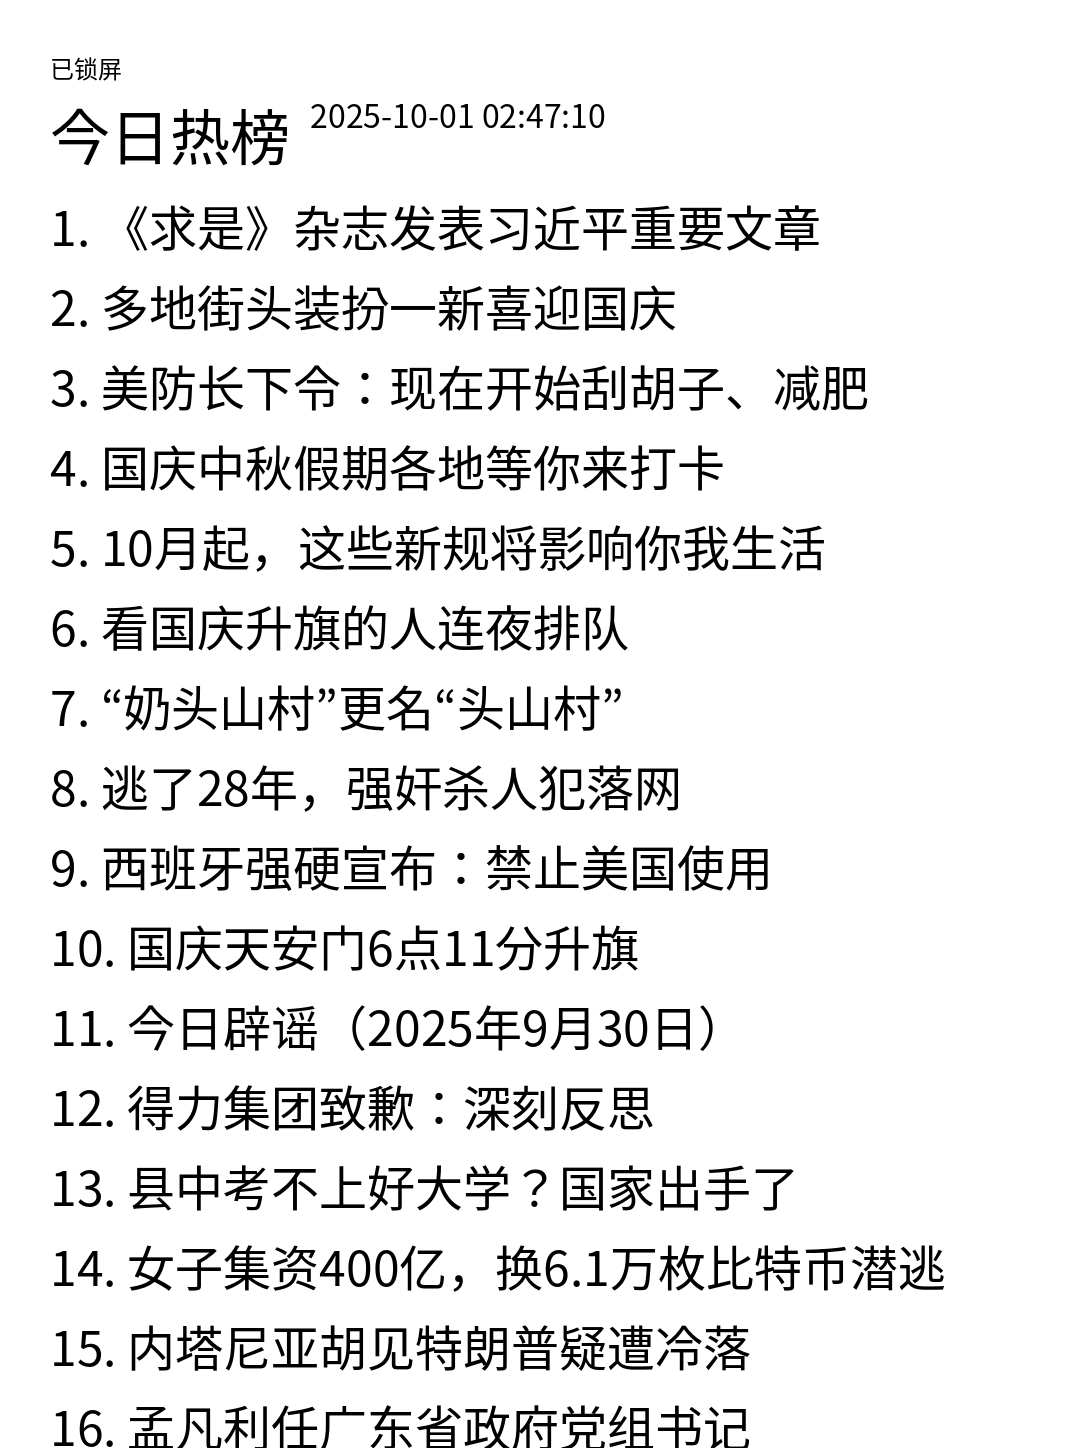 已锁屏
今日热榜 2025-10-01 02:47:10
1. 《求是》杂志发表习近平重要文章
2. 多地街头装扮一新喜迎国庆
3. 美防长下令：现在开始刮胡子、减肥
4. 国庆中秋假期各地等你来打卡
5. 10月起，这些新规将影响你我生活
6. 看国庆升旗的人连夜排队
7. “奶头山村”更名“头山村”
8. 逃了28年，强奸杀人犯落网
9. 西班牙强硬宣布：禁止美国使用
10. 国庆天安门6点11分升旗
11. 今日辟谣（2025年9月30日）
12. 得力集团致歉：深刻反思
13. 县中考不上好大学？国家出手了
14. 女子集资400亿，换6.1万枚比特币潜逃
15. 内塔尼亚胡见特朗普疑遭冷落
16. 孟凡利任广东省政府党组书记